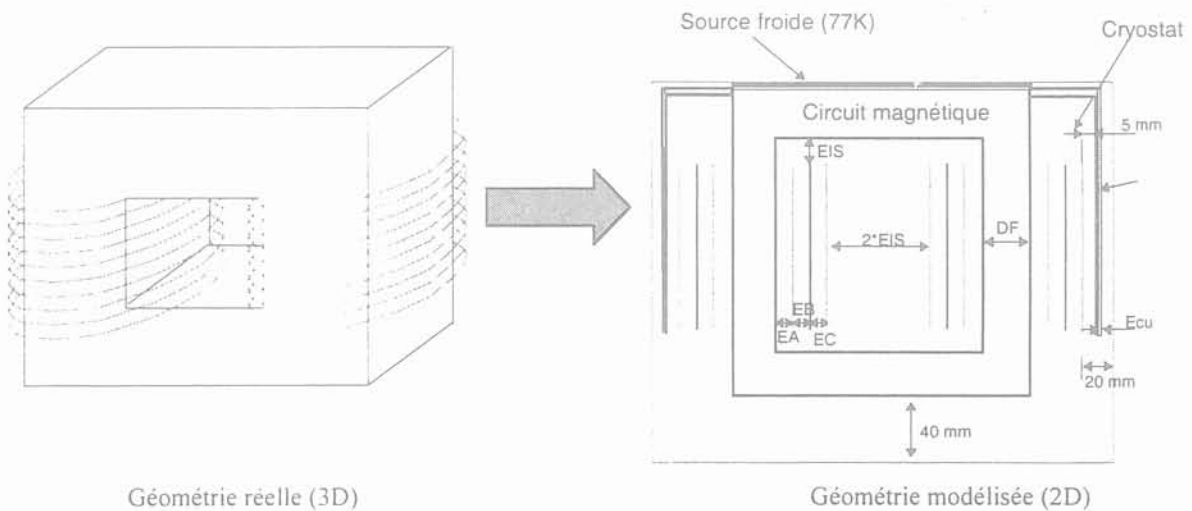 Source froide (77K)
Cryostat
Circuit magnétique
5 mm
EIS
DF
2*EIS
EB
EA
EC
Ecu
20 mm
40 mm
Géométrie réelle (3D)
Géométrie modélisée (2D)